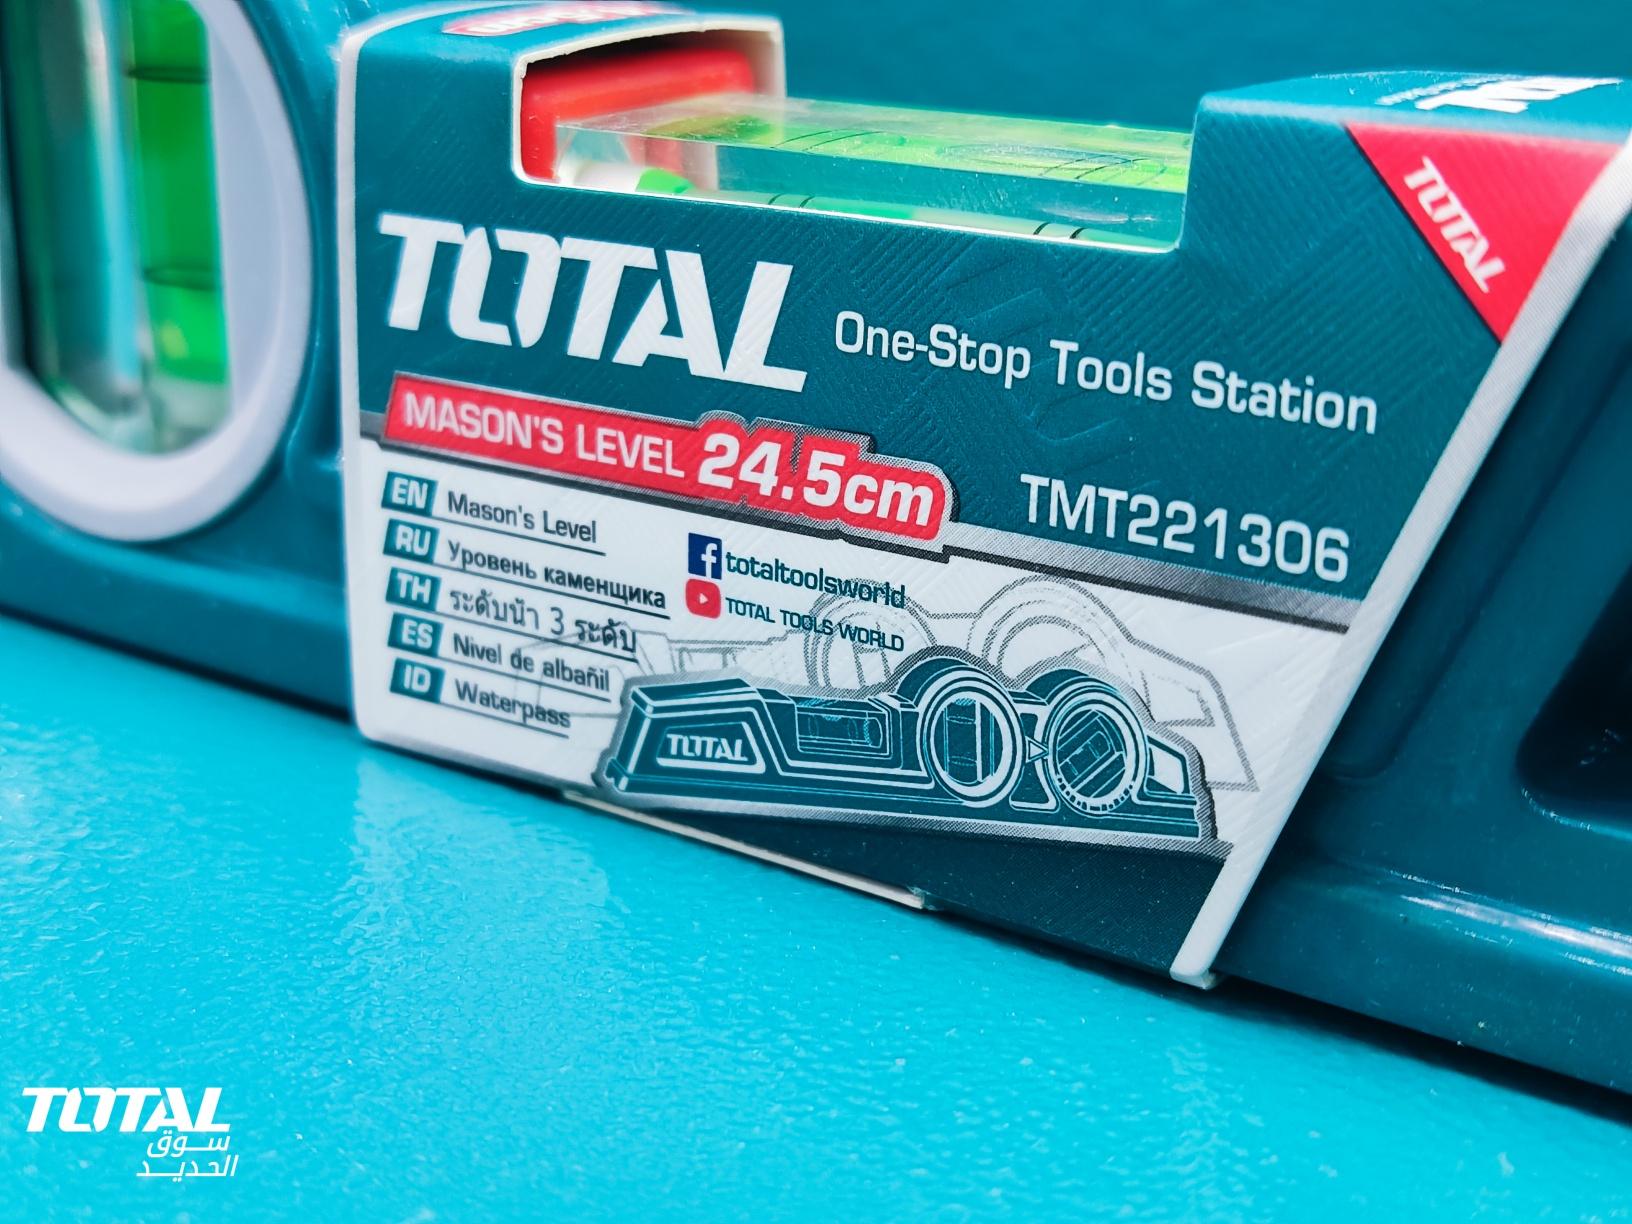 TOTAL
One-Stop Tools Station
TOTAL
MASON'S LEVEL 24.5cm
TMT221306
EN Mason's Level
RU Уровень каменщика
TH ระดับน้ำ 3 ระดับ
ES Nivel de albañil
ID Waterpass
totaltoolsworld
TOTAL TOOLS WORLD
TOTAL
TOTAL
سوق
الحديد